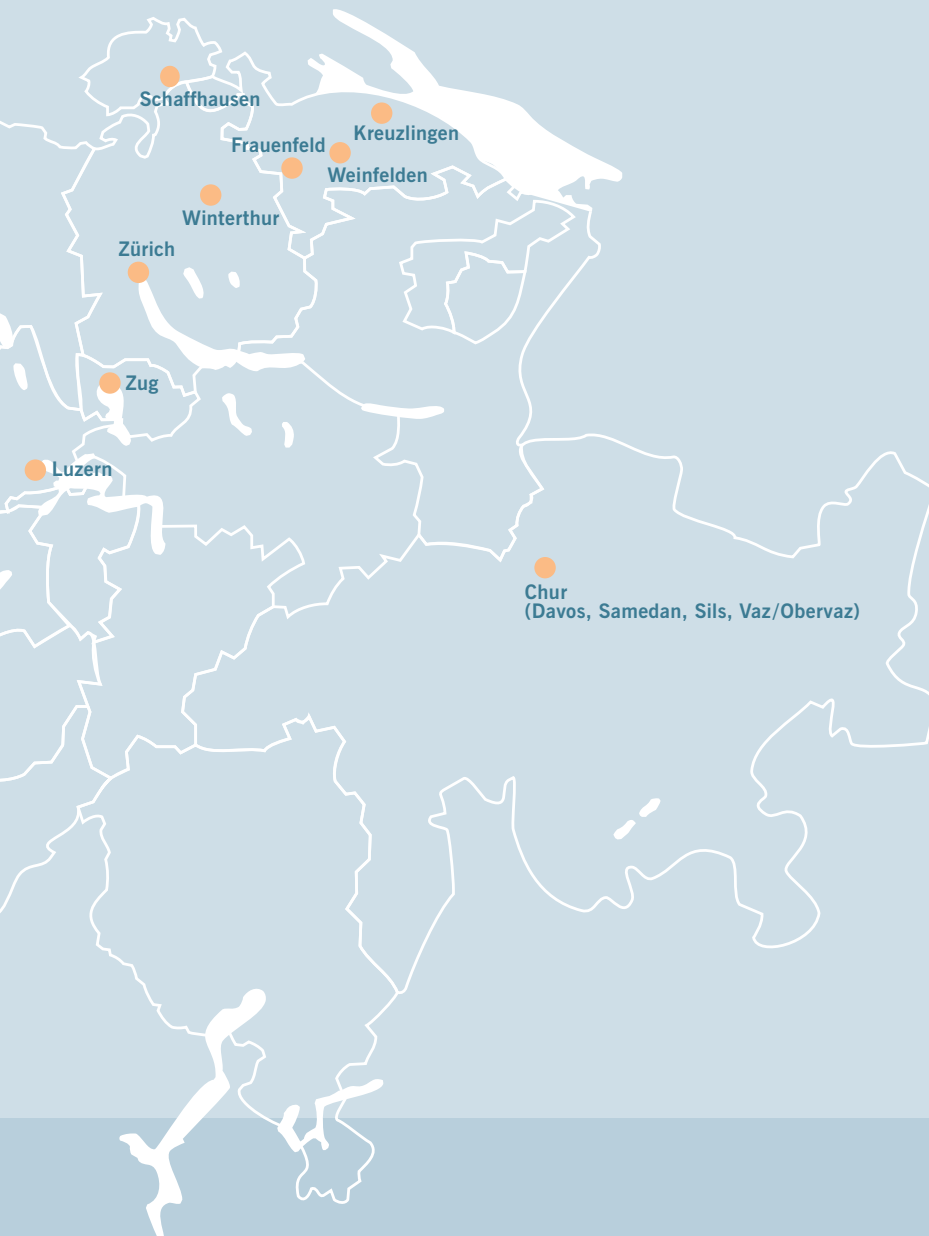 Schaffhausen
Kreuzlingen
Frauenfeld
Weinfelden
Winterthur
Zürich
Zug
Luzern
Chur
(Davos, Samedan, Sils, Vaz/Obervaz)